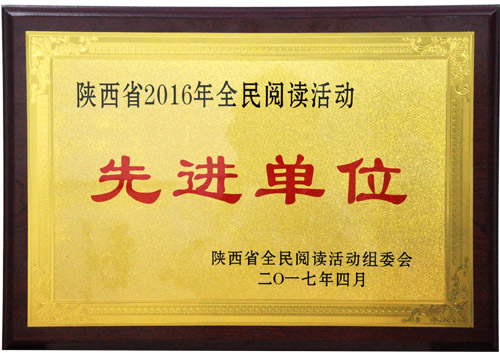 陕西省2016年全民阅读活动
先进单位
陕西省全民阅读活动组委会
二〇一七年四月